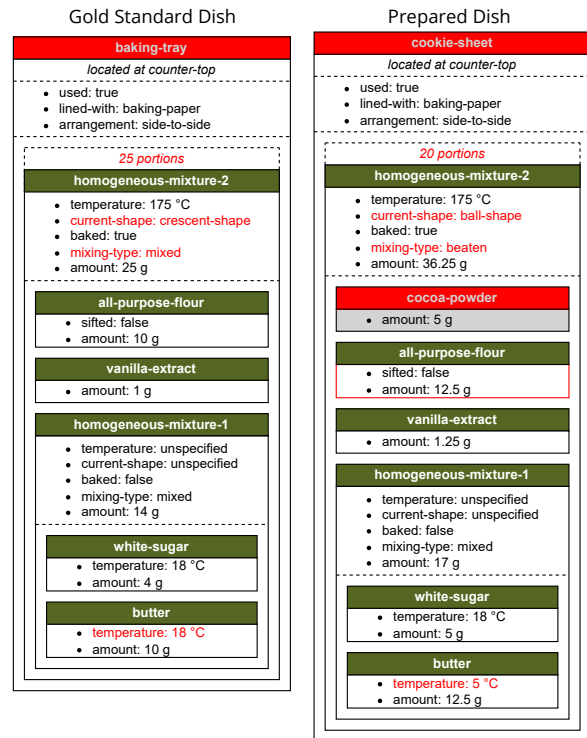 Gold Standard Dish
baking-tray
located at counter-top
• used: true
• lined-with: baking-paper
• arrangement: side-to-side
25 portions
homogeneous-mixture-2
• temperature: 175 °C
• current-shape: crescent-shape
• baked: true
• mixing-type: mixed
• amount: 25 g
all-purpose-flour
• sifted: false
• amount: 10 g
vanilla-extract
• amount: 1 g
homogeneous-mixture-1
• temperature: unspecified
• current-shape: unspecified
• baked: false
• mixing-type: mixed
• amount: 14 g
white-sugar
• temperature: 18 °C
• amount: 4 g
butter
• temperature: 18 °C
• amount: 10 g
Prepared Dish
cookie-sheet
located at counter-top
• used: true
• lined-with: baking-paper
• arrangement: side-to-side
20 portions
homogeneous-mixture-2
• temperature: 175 °C
• current-shape: ball-shape
• baked: true
• mixing-type: beaten
• amount: 36.25 g
cocoa-powder
• amount: 5 g
all-purpose-flour
• sifted: false
• amount: 12.5 g
vanilla-extract
• amount: 1.25 g
homogeneous-mixture-1
• temperature: unspecified
• current-shape: unspecified
• baked: false
• mixing-type: mixed
• amount: 17 g
white-sugar
• temperature: 18 °C
• amount: 5 g
butter
• temperature: 5 °C
• amount: 12.5 g